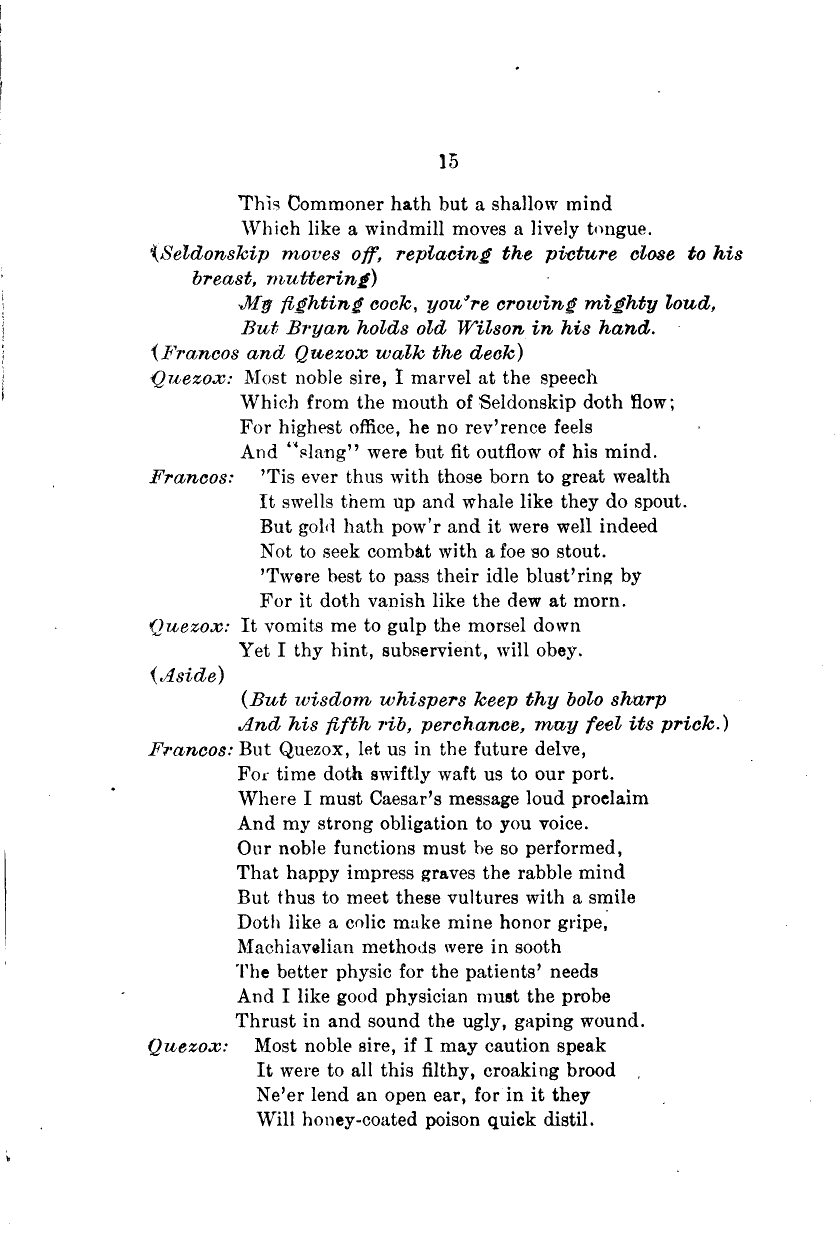 15
This Commoner hath but a shallow mind
Which like a windmill moves a lively tongue.
(Seldonskip moves off, replacing the picture close to his
breast, muttering)
My fighting cock, you're crowing mighty loud,
But Bryan holds old Wilson in his hand.
(Francos and Quezox walk the deck)
Quezox: Most noble sire, I marvel at the speech
Which from the mouth of Seldonskip doth flow;
For highest office, he no rev'rence feels
And "slang" were but fit outflow of his mind.
Francos: 'Tis ever thus with those born to great wealth
It swells them up and whale like they do spout.
But gold hath pow'r and it were well indeed
Not to seek combat with a foe so stout.
'Twere best to pass their idle blust'ring by
For it doth vanish like the dew at morn.
Quezox: It vomits me to gulp the morsel down
Yet I thy hint, subservient, will obey.
(Aside)
(But wisdom whispers keep thy bolo sharp
And his fifth rib, perchance, may feel its prick.)
Francos: But Quezox, let us in the future delve,
For time doth swiftly waft us to our port.
Where I must Caesar's message loud proclaim
And my strong obligation to you voice.
Our noble functions must be so performed,
That happy impress graves the rabble mind
But thus to meet these vultures with a smile
Doth like a colic make mine honor gripe,
Machiavelian methods were in sooth
The better physic for the patients' needs
And I like good physician must the probe
Thrust in and sound the ugly, gaping wound.
Quezox: Most noble sire, if I may caution speak
It were to all this filthy, croaking brood
Ne'er lend an open ear, for in it they
Will honey-coated poison quick distil.